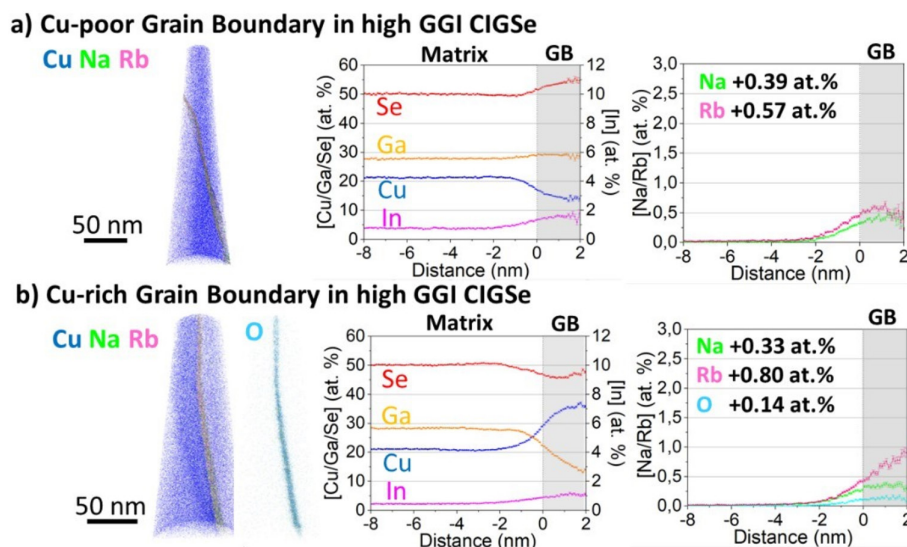 a) Cu-poor Grain Boundary in high GGI CIGSe
Cu Na Rb
50 nm
Matrix GB
[Cu/Ga/Se] (at. %)
60
50
40
30
20
10
0
Se
Ga
Cu
In
12
10
8
6
4
2
0
[In] (at. %)
-8 -6 -4 -2 0 2
Distance (nm)
GB
[Na/Rb] (at. %)
3,0
2,5
2,0
1,5
1,0
0,5
0,0
Na +0.39 at.%
Rb +0.57 at.%
-8 -6 -4 -2 0 2
Distance (nm)
b) Cu-rich Grain Boundary in high GGI CIGSe
Cu Na Rb
O
50 nm
Matrix GB
[Cu/Ga/Se] (at. %)
60
50
40
30
20
10
0
Se
Ga
Cu
In
12
10
8
6
4
2
0
[In] (at. %)
-8 -6 -4 -2 0 2
Distance (nm)
GB
[Na/Rb] (at. %)
3,0
2,5
2,0
1,5
1,0
0,5
0,0
Na +0.33 at.%
Rb +0.80 at.%
O +0.14 at.%
-8 -6 -4 -2 0 2
Distance (nm)